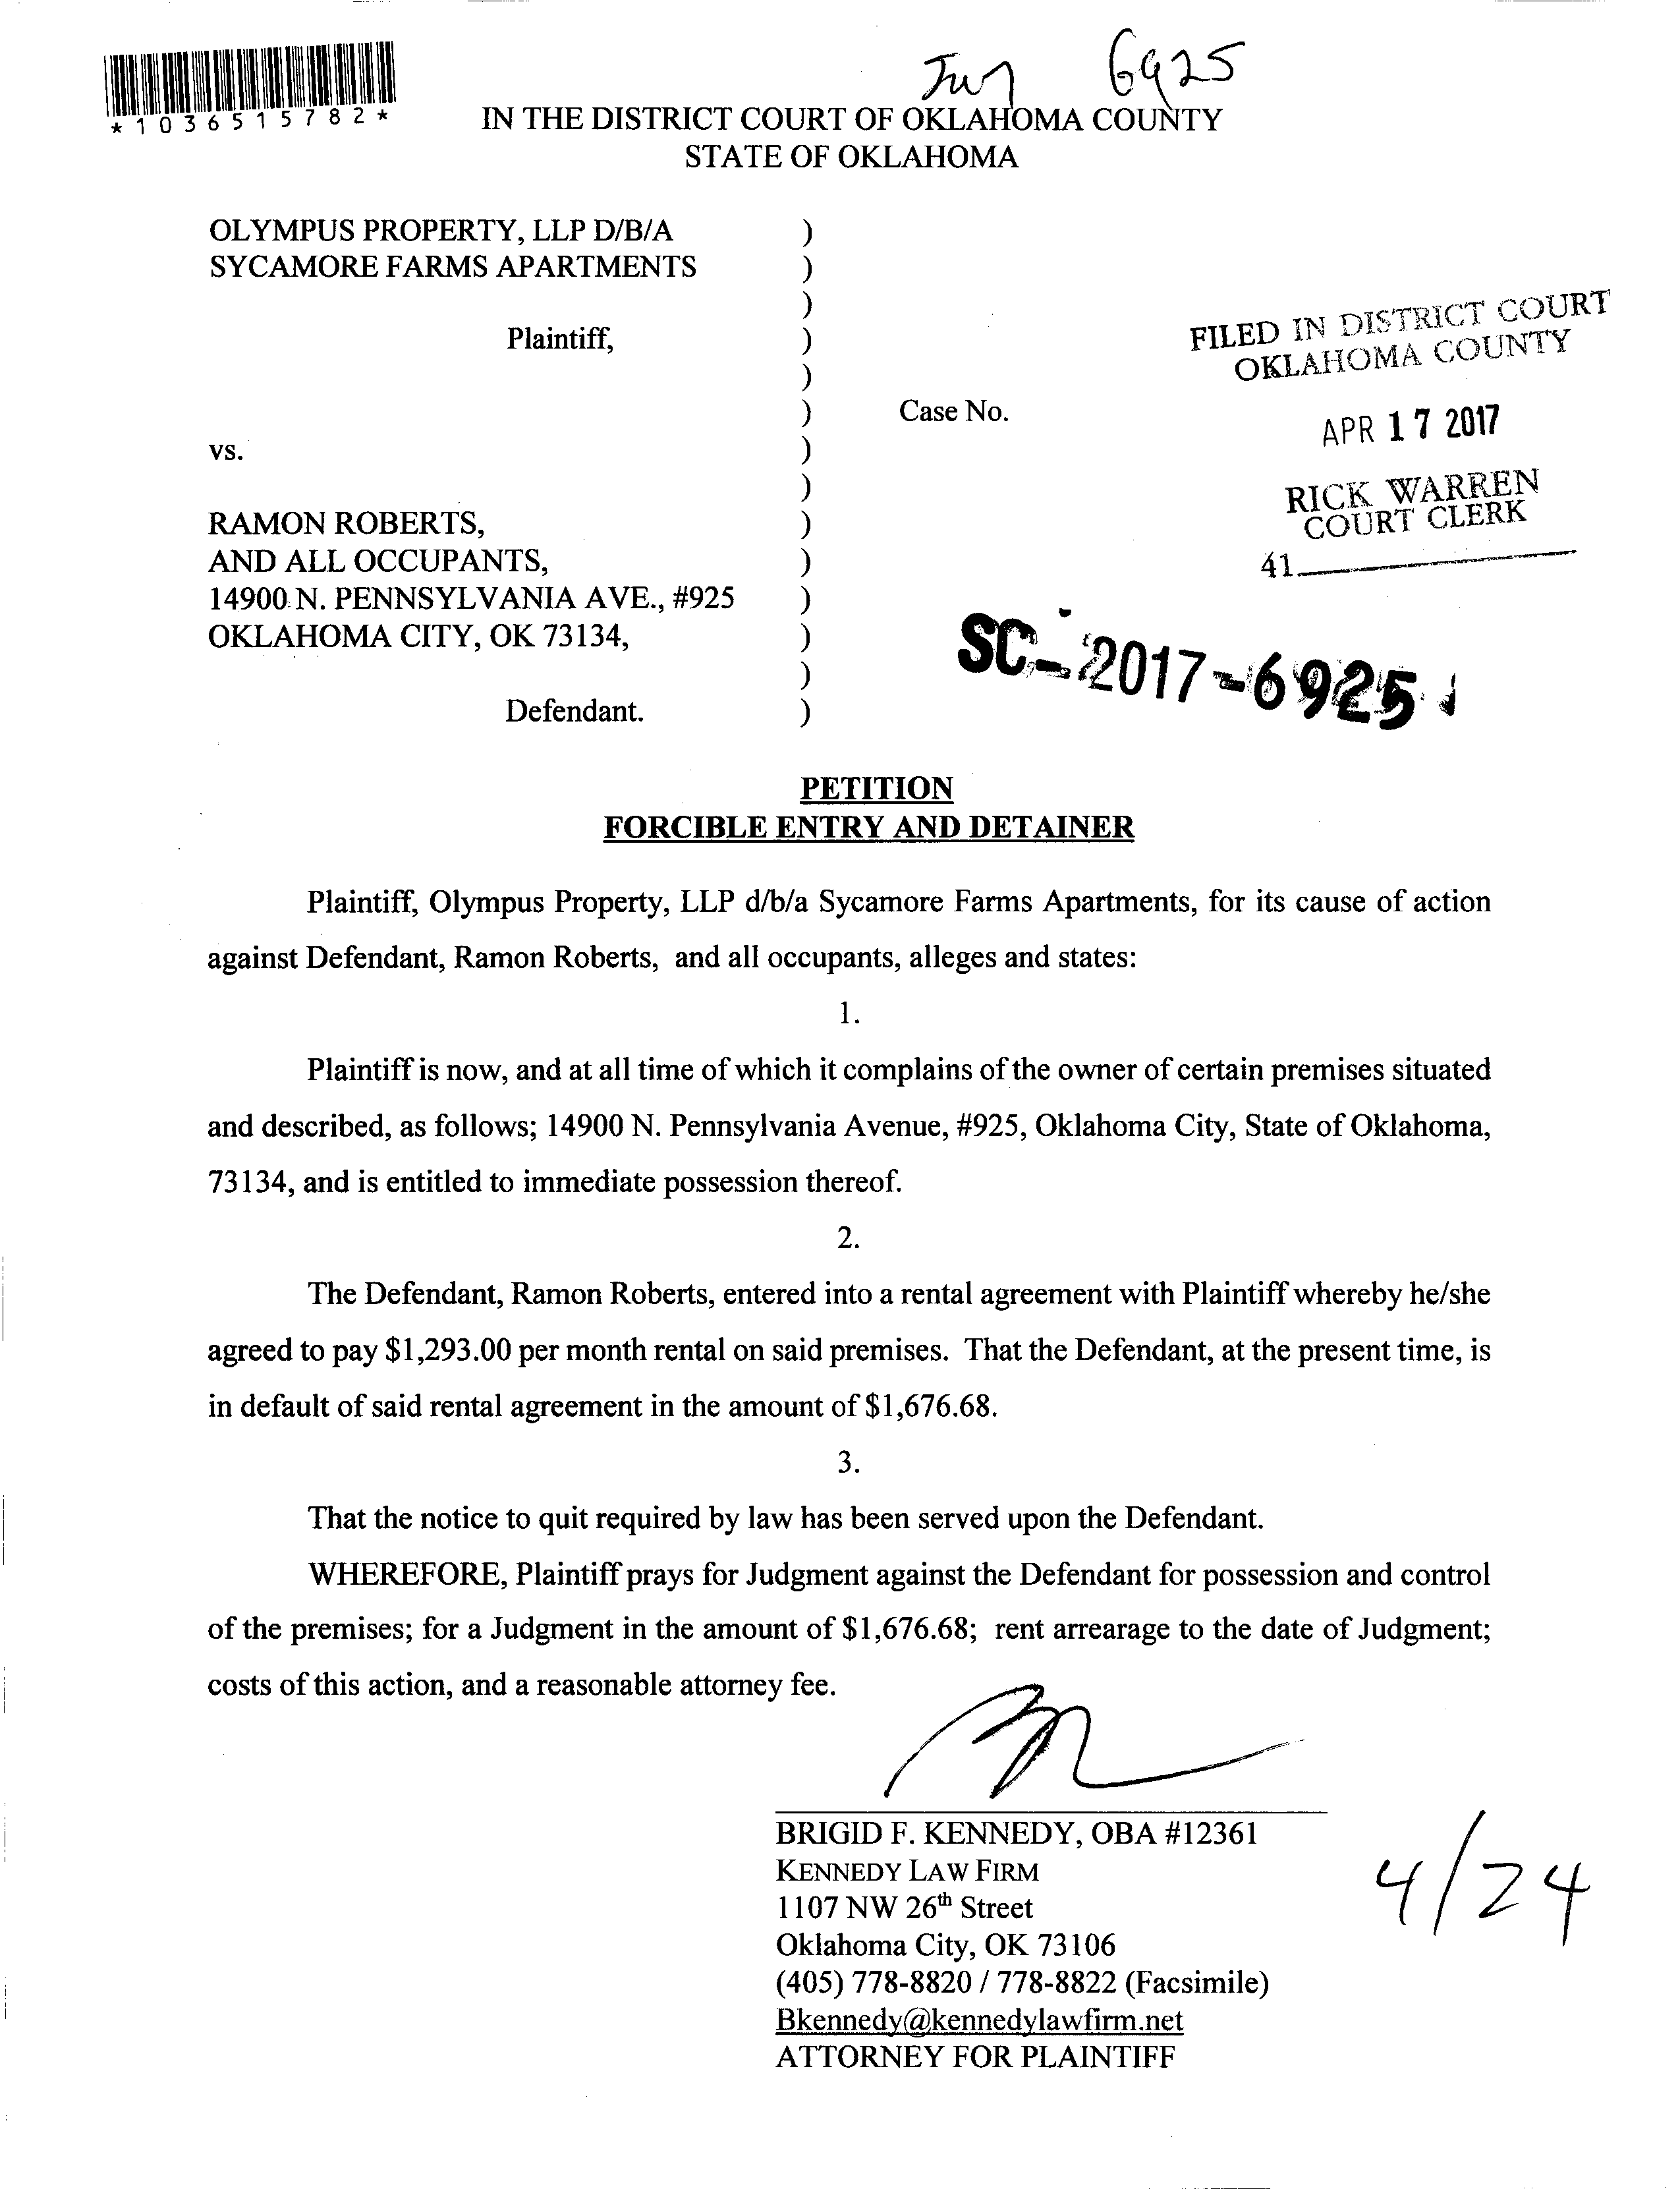 6925
*1036515782*
IN THE DISTRICT COURT OF OKLAHOMA COUNTY
STATE OF OKLAHOMA
OLYMPUS PROPERTY, LLP D/B/A )
SYCAMORE FARMS APARTMENTS )
)
Plaintiff, )
)
) Case No.
vs. )
)
RAMON ROBERTS, )
AND ALL OCCUPANTS, )
14900 N. PENNSYLVANIA AVE., #925 )
OKLAHOMA CITY, OK 73134, )
)
Defendant. )
FILED IN DISTRICT COURT
OKLAHOMA COUNTY
APR 17 2017
RICK WARREN
COURT CLERK
41
SC-2017-6925
PETITION
FORCIBLE ENTRY AND DETAINER
Plaintiff, Olympus Property, LLP d/b/a Sycamore Farms Apartments, for its cause of action
against Defendant, Ramon Roberts, and all occupants, alleges and states:
1.
Plaintiff is now, and at all time of which it complains of the owner of certain premises situated
and described, as follows; 14900 N. Pennsylvania Avenue, #925, Oklahoma City, State of Oklahoma,
73134, and is entitled to immediate possession thereof.
2.
The Defendant, Ramon Roberts, entered into a rental agreement with Plaintiff whereby he/she
agreed to pay $1,293.00 per month rental on said premises. That the Defendant, at the present time, is
in default of said rental agreement in the amount of $1,676.68.
3.
That the notice to quit required by law has been served upon the Defendant.
WHEREFORE, Plaintiff prays for Judgment against the Defendant for possession and control
of the premises; for a Judgment in the amount of $1,676.68; rent arrearage to the date of Judgment;
costs of this action, and a reasonable attorney fee.
BRIGID F. KENNEDY, OBA #12361
KENNEDY LAW FIRM
1107 NW 26th Street
Oklahoma City, OK 73106
(405) 778-8820 / 778-8822 (Facsimile)
Bkennedy@kennedylawfirm.net
ATTORNEY FOR PLAINTIFF
4/24